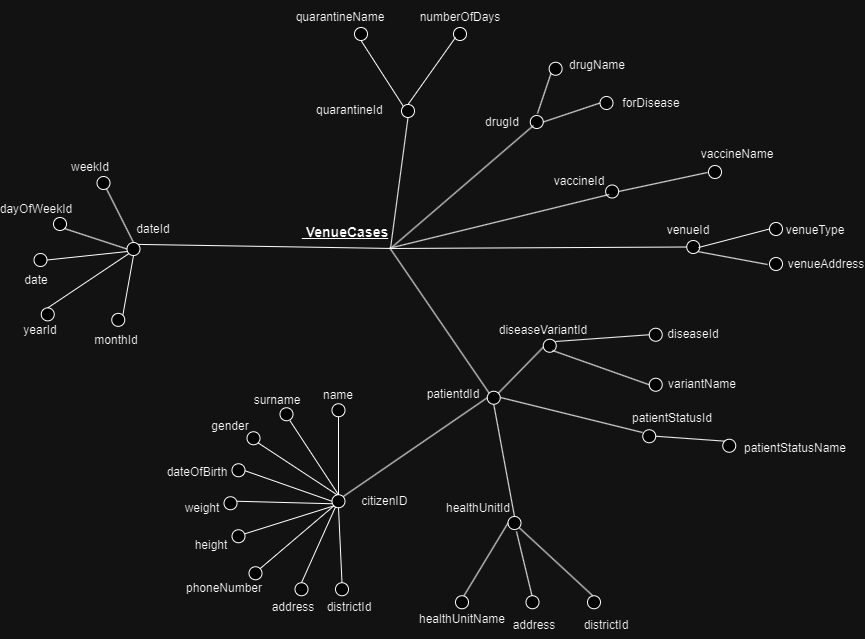 quarantineName
numberOfDays
drugName
quarantineId
forDisease
drugId
vaccineName
weekId
vaccineId
dayOfWeekId
dateId
VenueCases
venueId
venueType
venueAddress
date
yearId
monthId
diseaseVariantId
diseaseId
patientdId
variantName
surname
name
patientStatusId
gender
patientStatusName
dateOfBirth
citizenID
weight
healthUnitId
height
phoneNumber
address
districtId
healthUnitName
address
districtId